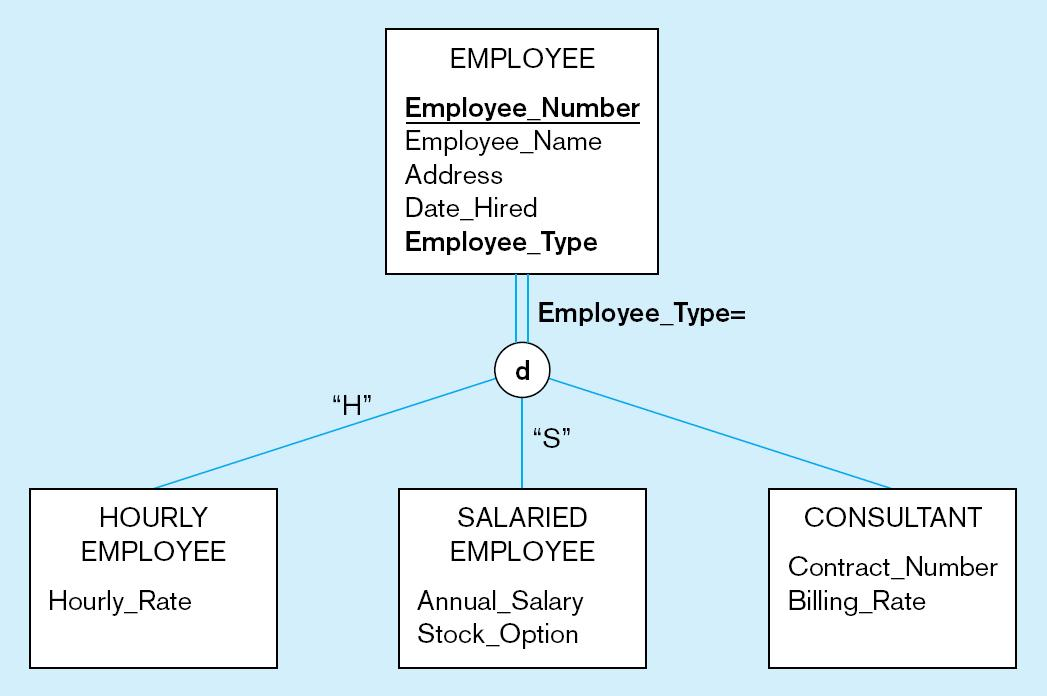 EMPLOYEE
Employee_Number
Employee_Name
Address
Date_Hired
Employee_Type
Employee_Type=
d
“H”
“S”
HOURLY
EMPLOYEE
Hourly_Rate
SALARIED
EMPLOYEE
Annual_Salary
Stock_Option
CONSULTANT
Contract_Number
Billing_Rate